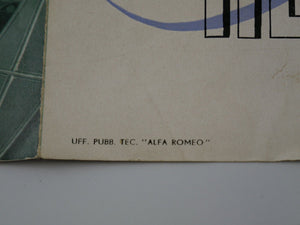 UFF. PUBB. TEC. "ALFA ROMEO"